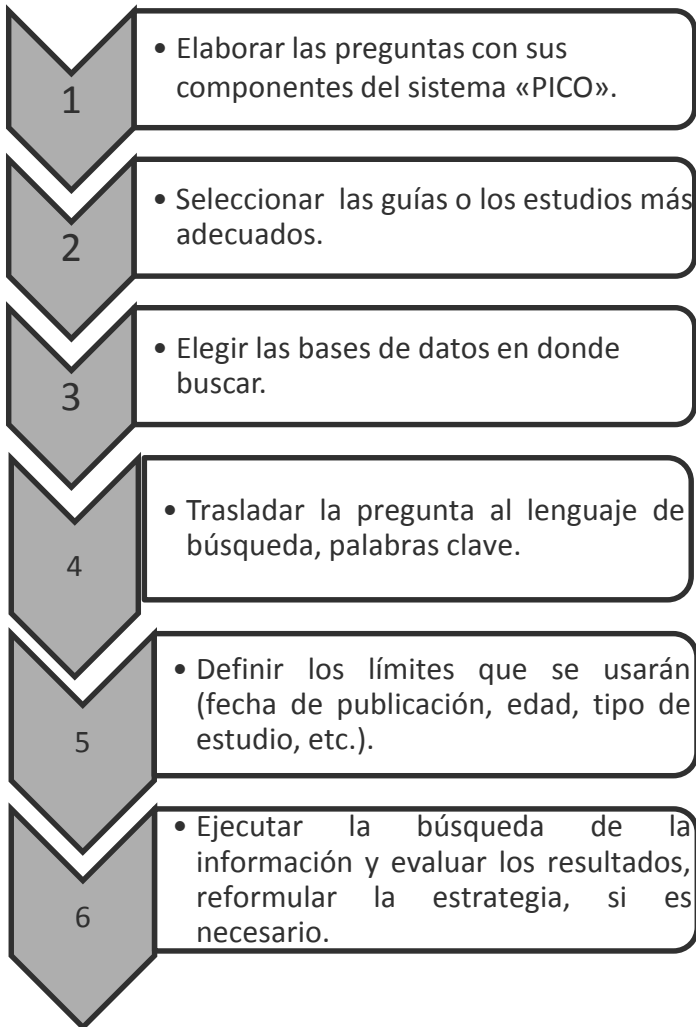 1
• Elaborar las preguntas con sus
componentes del sistema «PICO».
2
• Seleccionar las guías o los estudios más
adecuados.
3
• Elegir las bases de datos en donde
buscar.
4
• Trasladar la pregunta al lenguaje de
búsqueda, palabras clave.
5
• Definir los límites que se usarán
(fecha de publicación, edad, tipo de
estudio, etc.).
6
• Ejecutar la búsqueda de la
información y evaluar los resultados,
reformular la estrategia, si es
necesario.